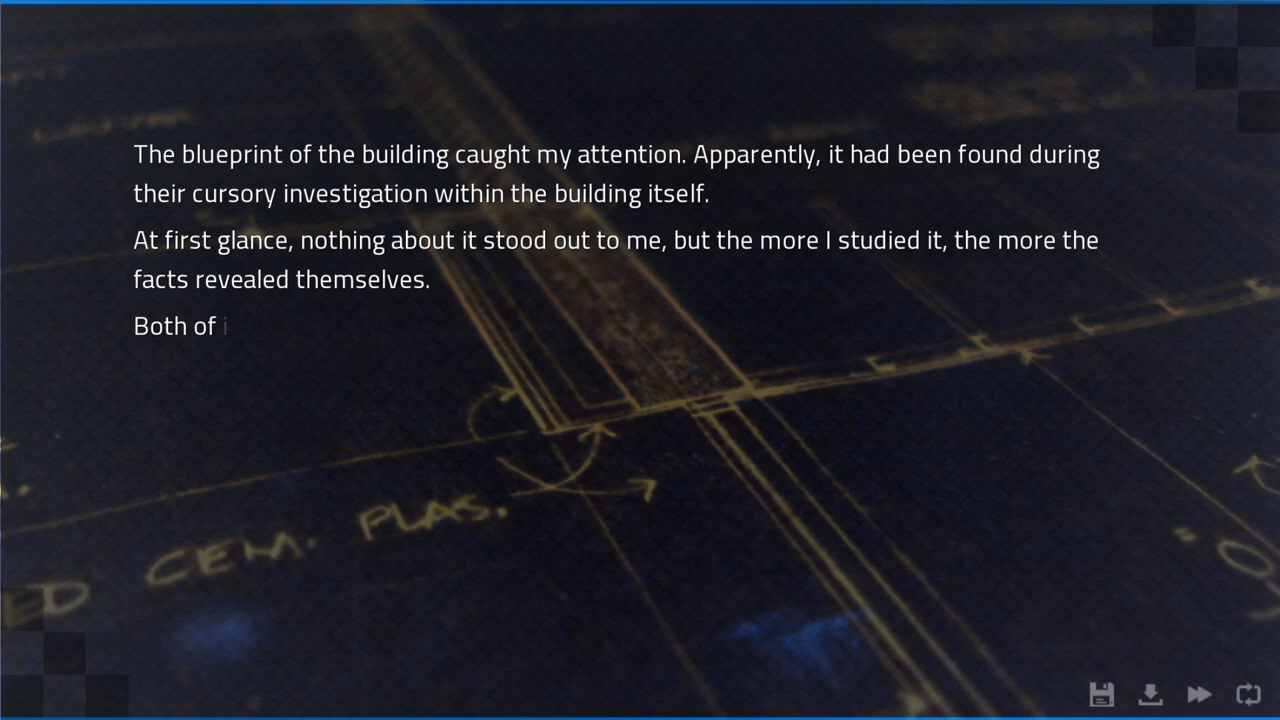 The blueprint of the building caught my attention. Apparently, it had been found during
their cursory investigation within the building itself.
At first glance, nothing about it stood out to me, but the more I studied it, the more the
facts revealed themselves.
Both of i
ED CEM. PLAS.